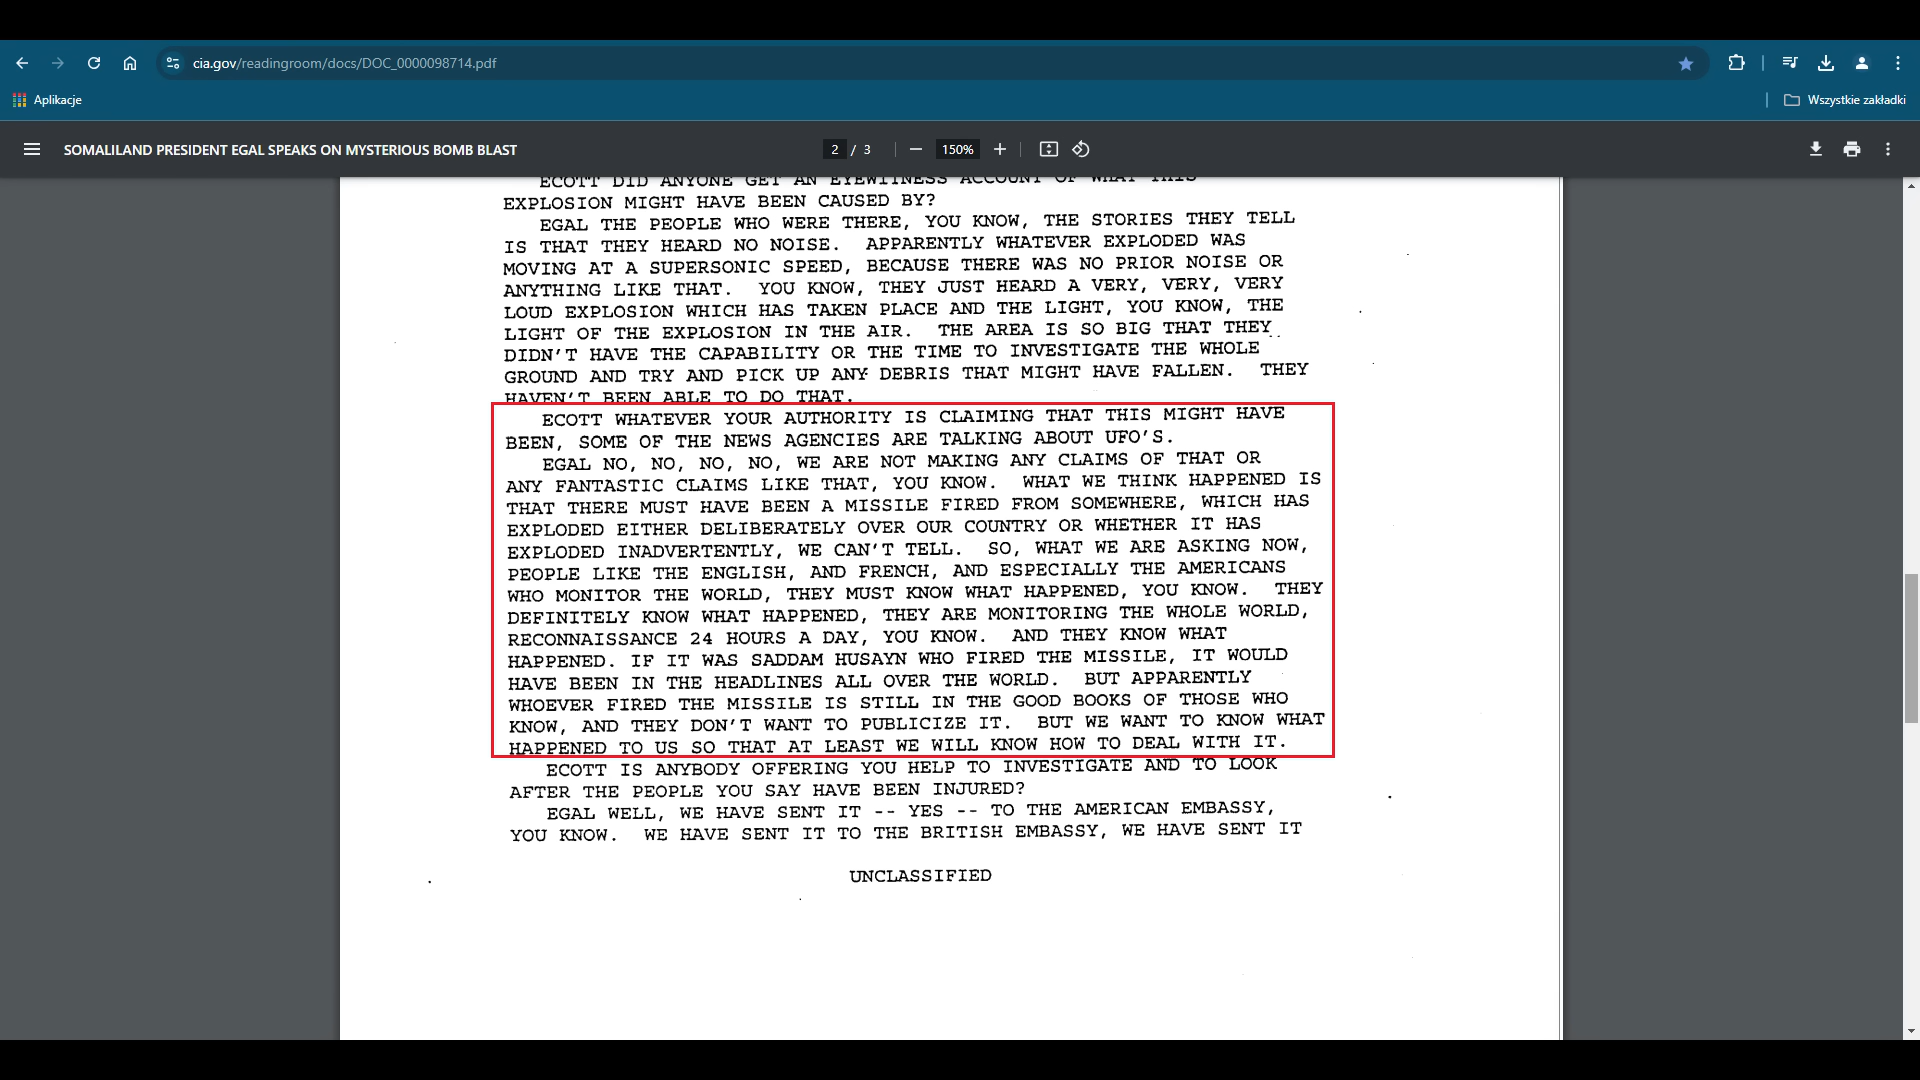 cia.gov/readingroom/docs/DOC_0000098714.pdf
Aplikacje
Wszystkie zakładki
SOMALILAND PRESIDENT EGAL SPEAKS ON MYSTERIOUS BOMB BLAST
2 / 3
150%
ECOTT DID ANYONE GET AN EYEWITNESS ACCOUNT OF WHAT THIS
EXPLOSION MIGHT HAVE BEEN CAUSED BY?
EGAL THE PEOPLE WHO WERE THERE, YOU KNOW, THE STORIES THEY TELL
IS THAT THEY HEARD NO NOISE. APPARENTLY WHATEVER EXPLODED WAS
MOVING AT A SUPERSONIC SPEED, BECAUSE THERE WAS NO PRIOR NOISE OR
ANYTHING LIKE THAT. YOU KNOW, THEY JUST HEARD A VERY, VERY, VERY
LOUD EXPLOSION WHICH HAS TAKEN PLACE AND THE LIGHT, YOU KNOW, THE
LIGHT OF THE EXPLOSION IN THE AIR. THE AREA IS SO BIG THAT THEY
DIDN'T HAVE THE CAPABILITY OR THE TIME TO INVESTIGATE THE WHOLE
GROUND AND TRY AND PICK UP ANY DEBRIS THAT MIGHT HAVE FALLEN. THEY
HAVEN'T BEEN ABLE TO DO THAT.
ECOTT WHATEVER YOUR AUTHORITY IS CLAIMING THAT THIS MIGHT HAVE
BEEN, SOME OF THE NEWS AGENCIES ARE TALKING ABOUT UFO'S.
EGAL NO, NO, NO, NO, WE ARE NOT MAKING ANY CLAIMS OF THAT OR
ANY FANTASTIC CLAIMS LIKE THAT, YOU KNOW. WHAT WE THINK HAPPENED IS
THAT THERE MUST HAVE BEEN A MISSILE FIRED FROM SOMEWHERE, WHICH HAS
EXPLODED EITHER DELIBERATELY OVER OUR COUNTRY OR WHETHER IT HAS
EXPLODED INADVERTENTLY, WE CAN'T TELL. SO, WHAT WE ARE ASKING NOW,
PEOPLE LIKE THE ENGLISH, AND FRENCH, AND ESPECIALLY THE AMERICANS
WHO MONITOR THE WORLD, THEY MUST KNOW WHAT HAPPENED, YOU KNOW. THEY
DEFINITELY KNOW WHAT HAPPENED, THEY ARE MONITORING THE WHOLE WORLD,
RECONNAISSANCE 24 HOURS A DAY, YOU KNOW. AND THEY KNOW WHAT
HAPPENED. IF IT WAS SADDAM HUSAYN WHO FIRED THE MISSILE, IT WOULD
HAVE BEEN IN THE HEADLINES ALL OVER THE WORLD. BUT APPARENTLY
WHOEVER FIRED THE MISSILE IS STILL IN THE GOOD BOOKS OF THOSE WHO
KNOW, AND THEY DON'T WANT TO PUBLICIZE IT. BUT WE WANT TO KNOW WHAT
HAPPENED TO US SO THAT AT LEAST WE WILL KNOW HOW TO DEAL WITH IT.
ECOTT IS ANYBODY OFFERING YOU HELP TO INVESTIGATE AND TO LOOK
AFTER THE PEOPLE YOU SAY HAVE BEEN INJURED?
EGAL WELL, WE HAVE SENT IT -- YES -- TO THE AMERICAN EMBASSY,
YOU KNOW. WE HAVE SENT IT TO THE BRITISH EMBASSY, WE HAVE SENT IT
UNCLASSIFIED